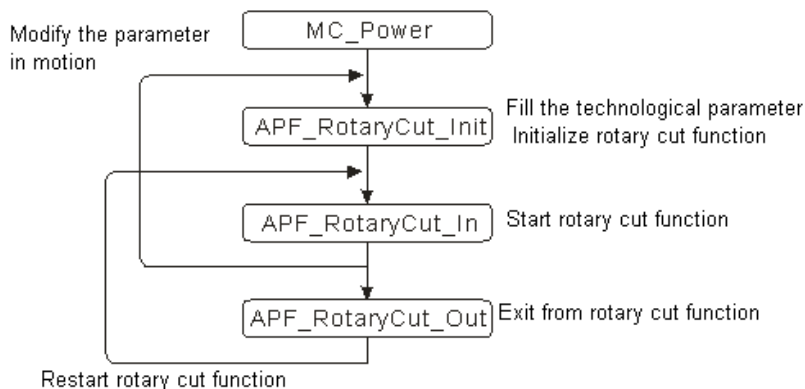 Modify the parameter
in motion
MC_Power
APF_RotaryCut_Init
Fill the technological parameter
Initialize rotary cut function
APF_RotaryCut_In
Start rotary cut function
APF_RotaryCut_Out
Exit from rotary cut function
Restart rotary cut function